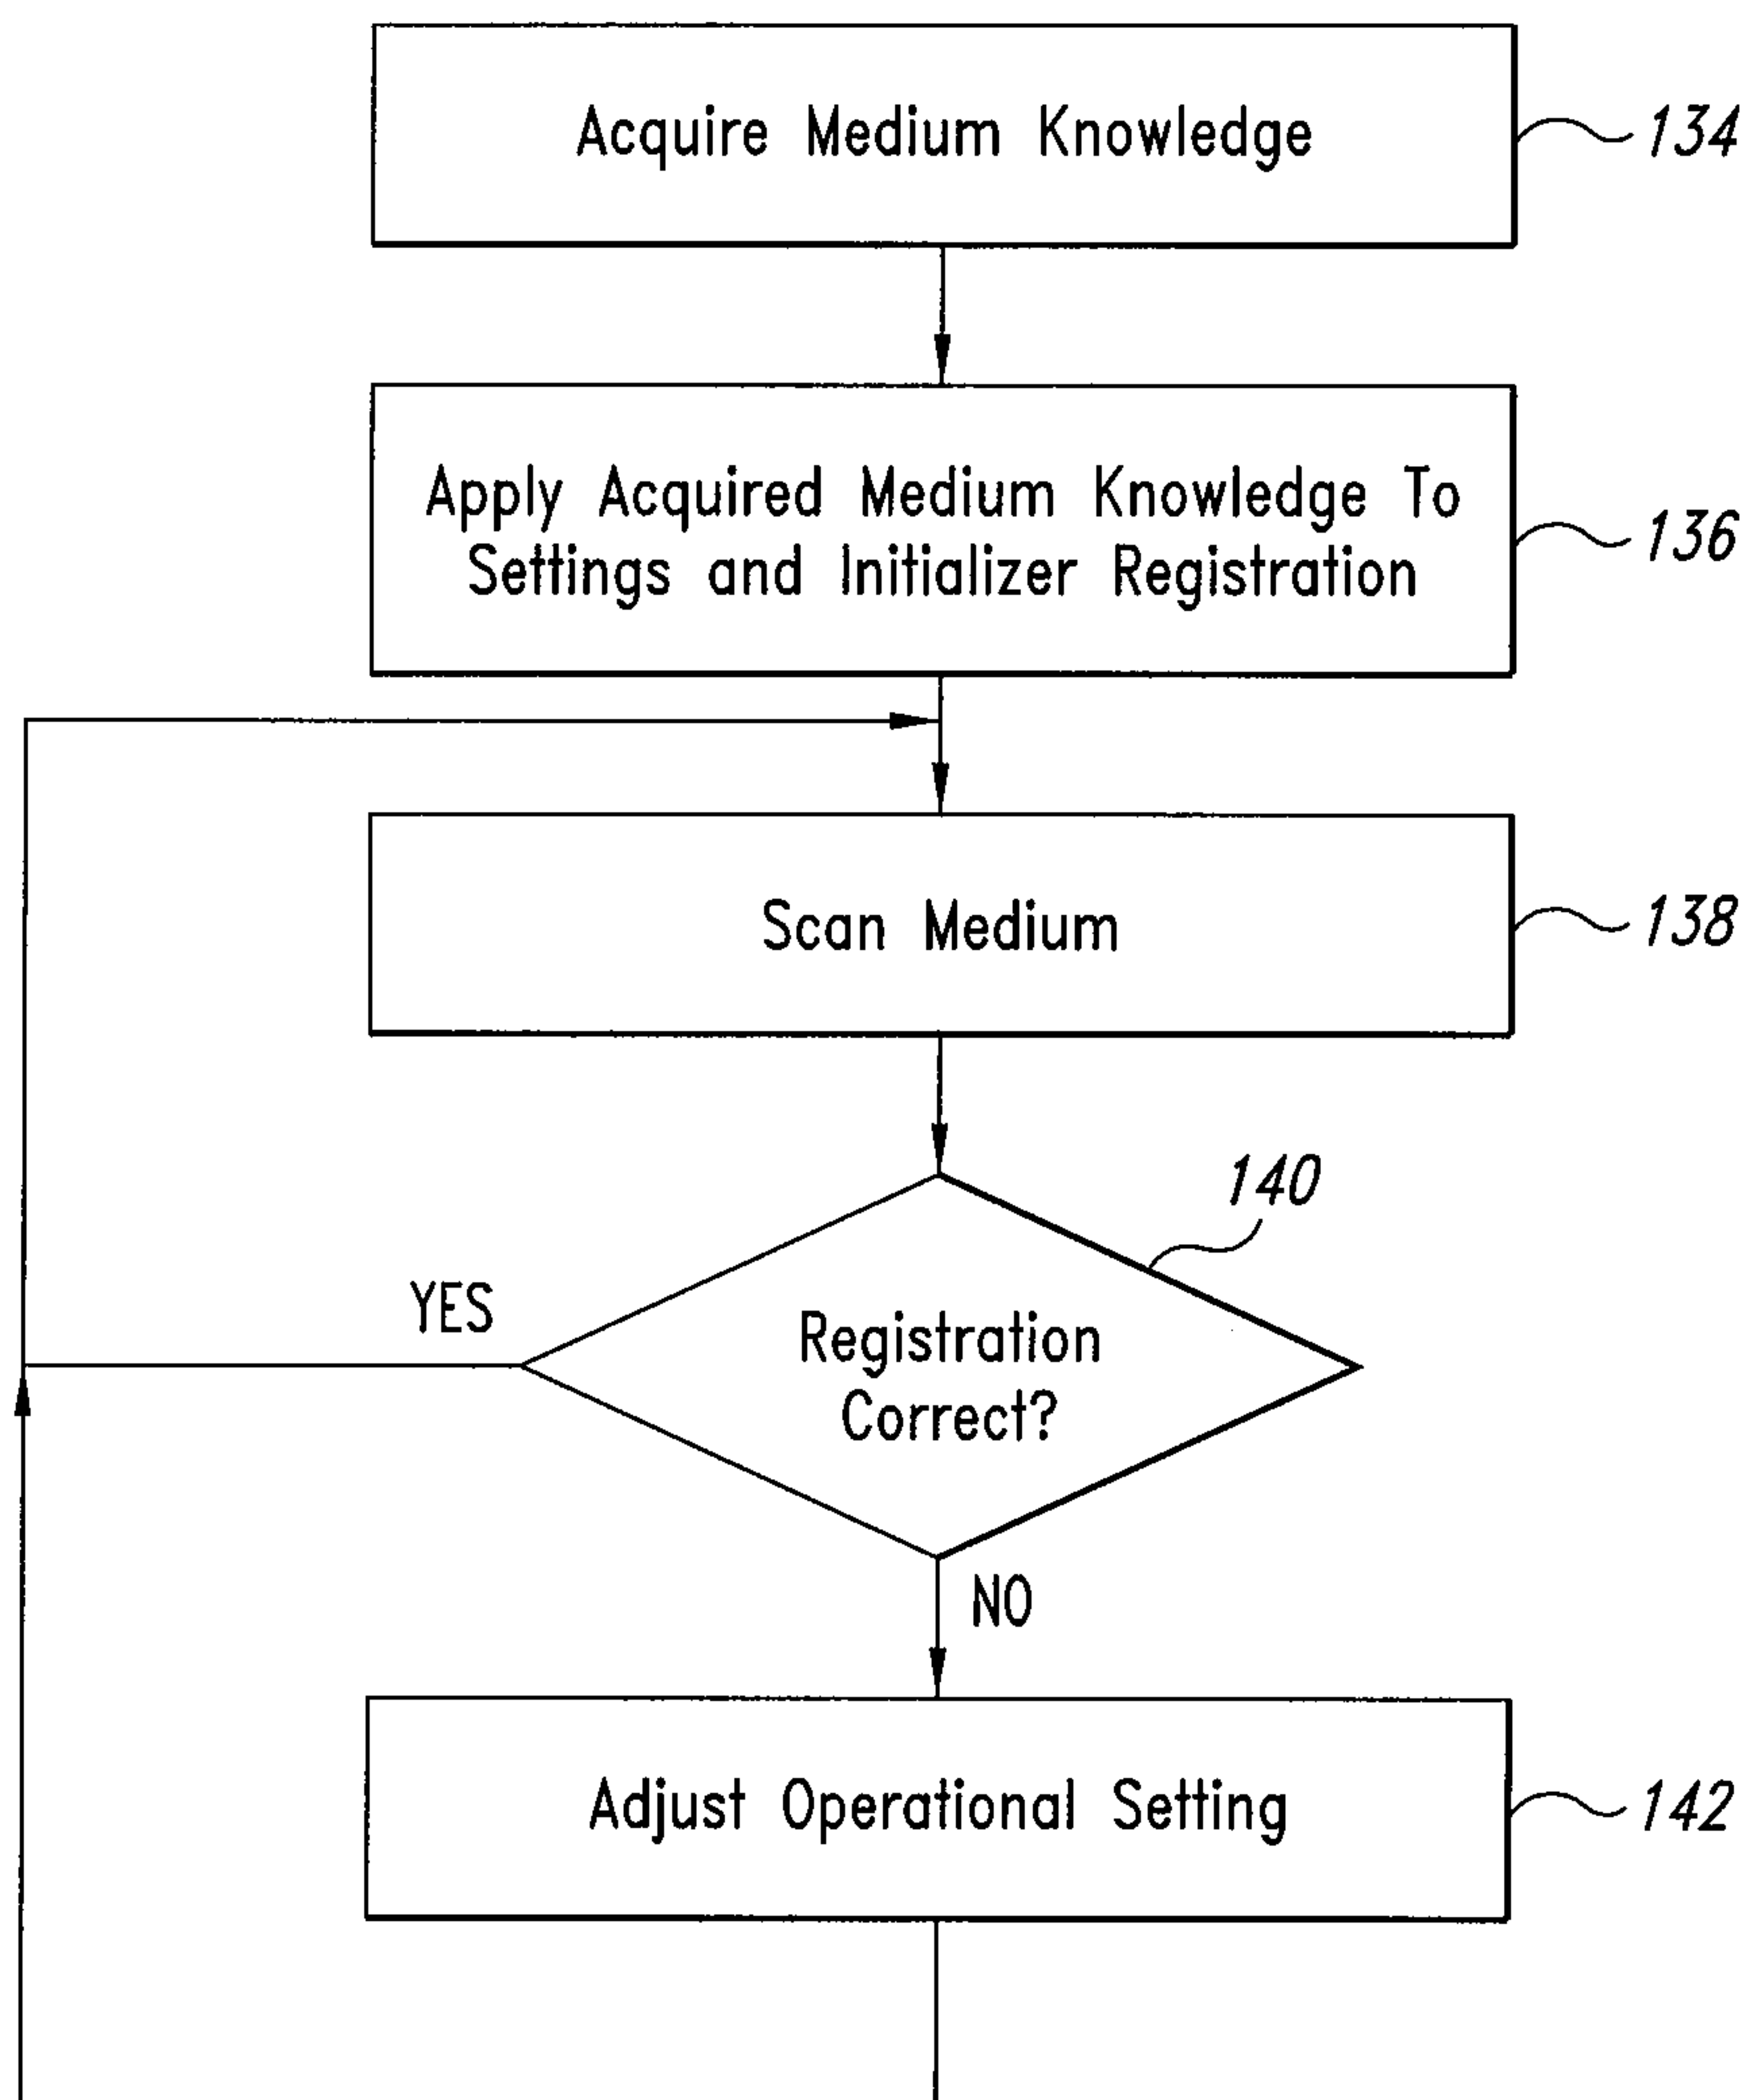 Acquire Medium Knowledge
134
Apply Acquired Medium Knowledge To
Settings and Initializer Registration
136
Scan Medium
138
140
YES
Registration
Correct?
NO
Adjust Operational Setting
142